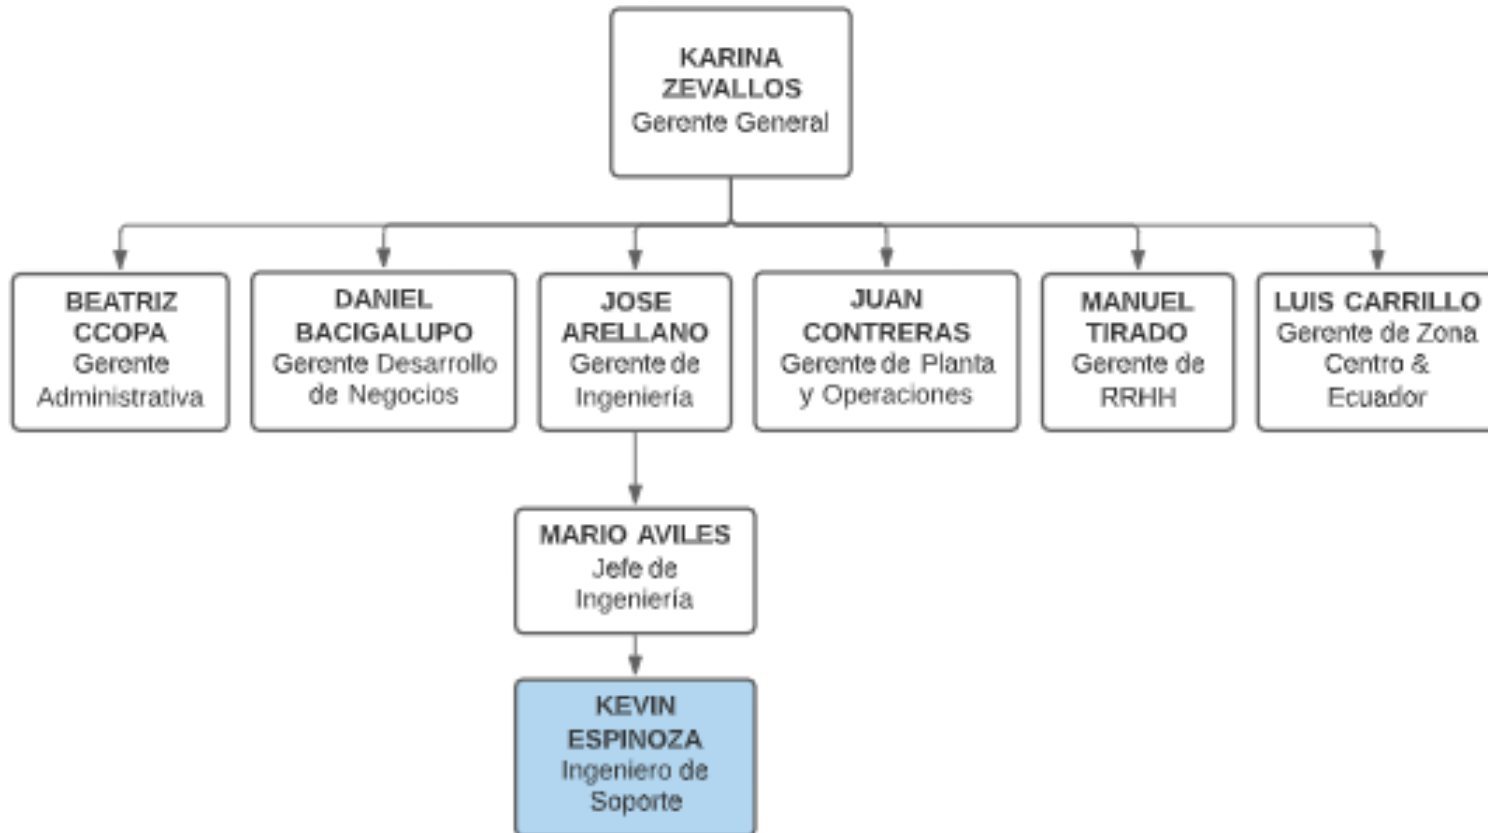 KARINA
ZEVALLOS
Gerente General
BEATRIZ
CCOPA
Gerente
Administrativa
DANIEL
BACIGALUPO
Gerente Desarrollo
de Negocios
JOSE
ARELLANO
Gerente de
Ingeniería
JUAN
CONTRERAS
Gerente de Planta
y Operaciones
MANUEL
TIRADO
Gerente de
RRHH
LUIS CARRILLO
Gerente de Zona
Centro &
Ecuador
MARIO AVILES
Jefe de
Ingeniería
KEVIN
ESPINOZA
Ingeniero de
Soporte